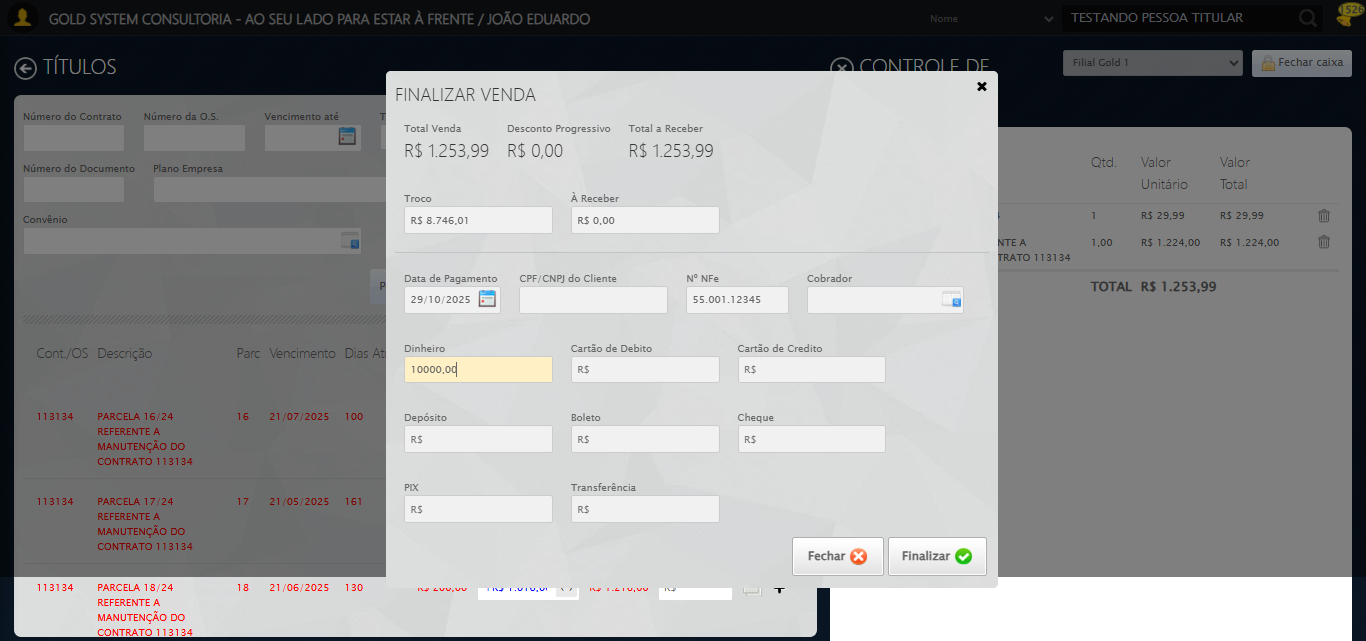 GOLD SYSTEM CONSULTORIA - AO SEU LADO PARA ESTAR À FRENTE / JOÃO EDUARDO
Nome
TESTANDO PESSOA TITULAR
1526
TÍTULOS
CONTROLE DE
Filial Gold 1
Fechar caixa
Número do Contrato
Número da O.S.
Vencimento até
Número do Documento
Plano Empresa
Convênio
Cont./OS Descrição Parc Vencimento Dias
113134 PARCELA 16/24 16 21/07/2025 100
REFERENTE A
MANUTENÇÃO DO
CONTRATO 113134
113134 PARCELA 17/24 17 21/05/2025 161
REFERENTE A
MANUTENÇÃO DO
CONTRATO 113134
113134 PARCELA 18/24 18 21/06/2025 130
REFERENTE A
MANUTENÇÃO DO
CONTRATO 113134
FINALIZAR VENDA
Total Venda Desconto Progressivo Total a Receber
R$ 1.253,99 R$ 0,00 R$ 1.253,99
Troco À Receber
R$ 8.746,01 R$ 0,00
Data de Pagamento CPF/CNPJ do Cliente Nº NFe Cobrador
29/10/2025 55.001.12345
Dinheiro Cartão de Debito Cartão de Credito
10000,00 R$ R$
Depósito Boleto Cheque
R$ R$ R$
PIX Transferência
R$ R$
Fechar Finalizar
Qtd. Valor Valor
Unitário Total
1 R$ 29,99 R$ 29,99
1,00 R$ 1.224,00 R$ 1.224,00
113134
TOTAL R$ 1.253,99